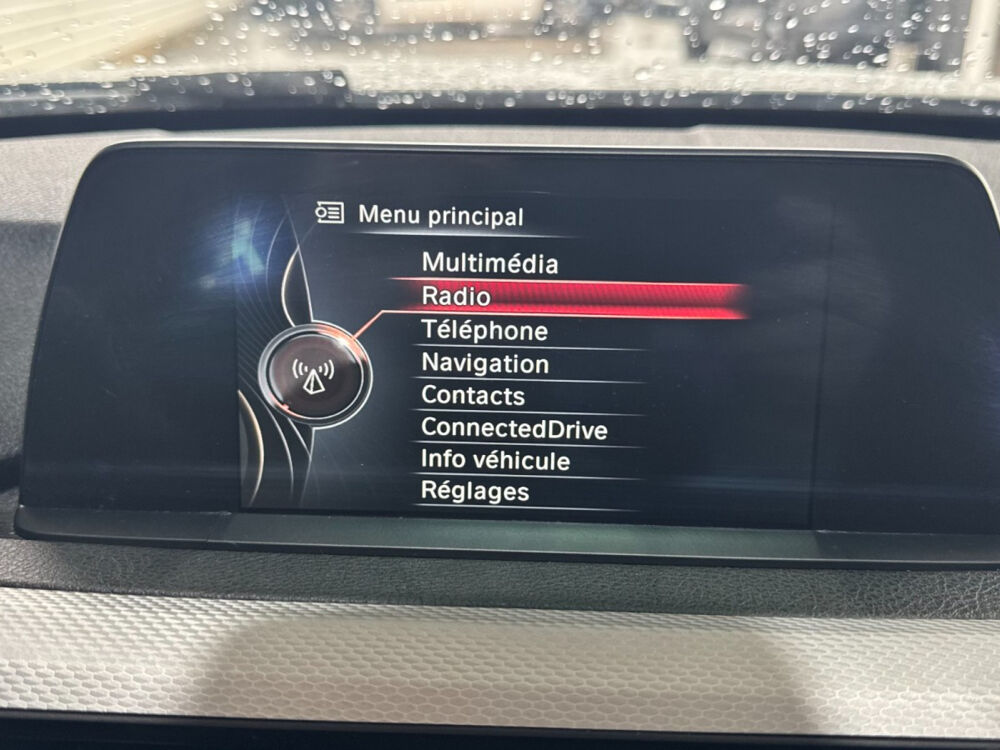 Menu principal
Multimédia
Radio
Téléphone
Navigation
Contacts
ConnectedDrive
Info véhicule
Réglages